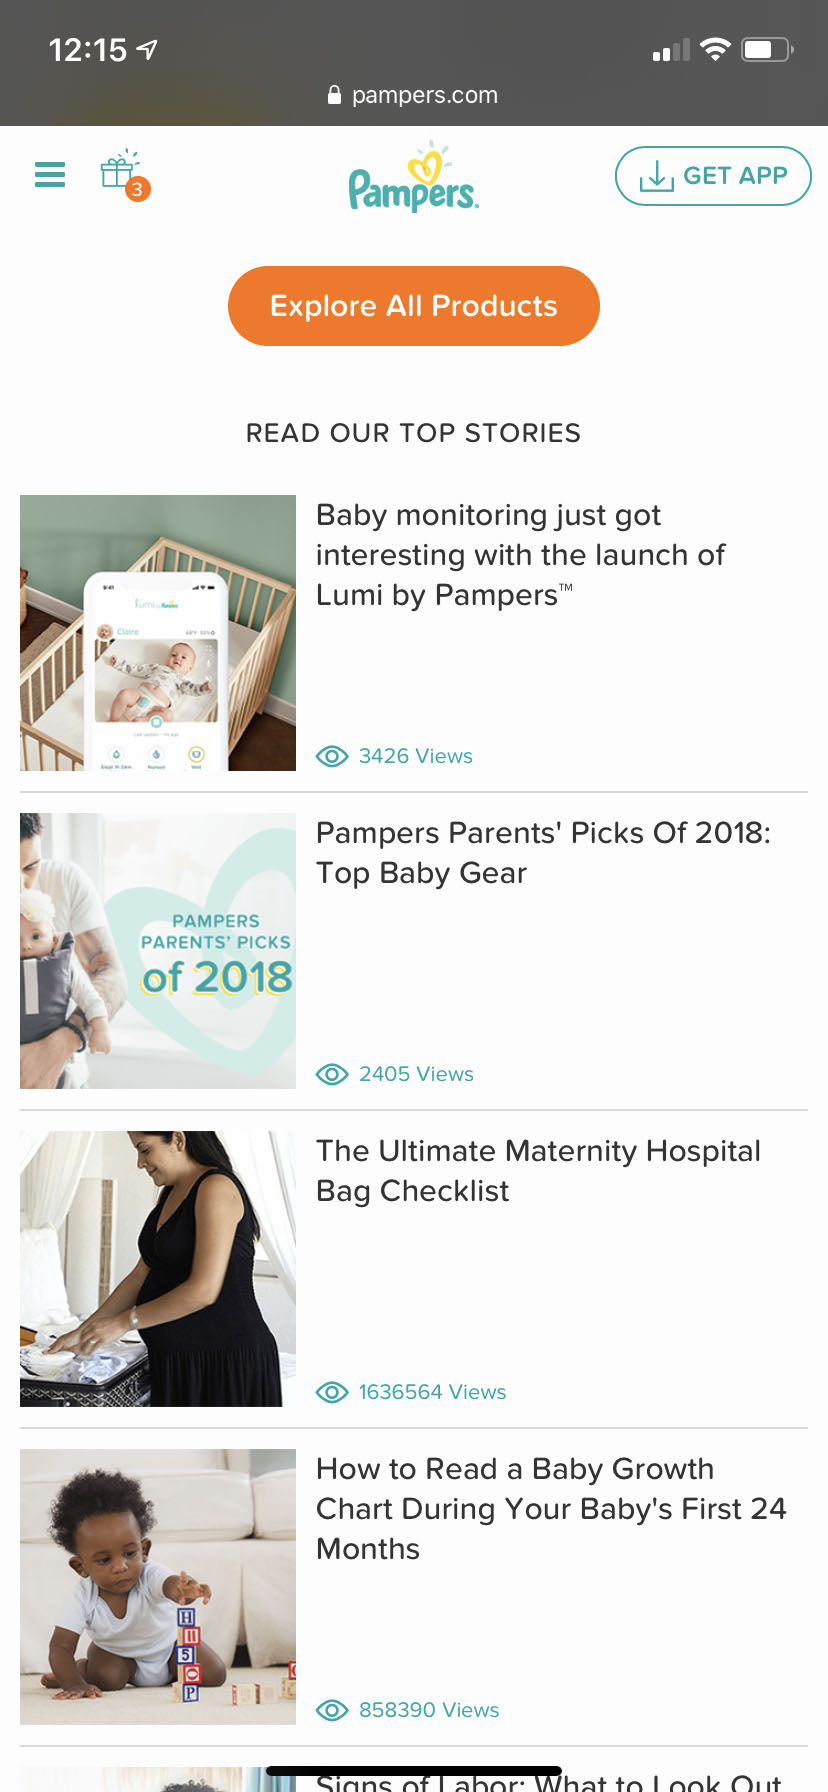 12:15
pampers.com
3
Pampers.
GET APP
Explore All Products
READ OUR TOP STORIES
Baby monitoring just got
interesting with the launch of
Lumi by Pampers™
9:41
lumi by Pampers
Claire
3426 Views
Pampers Parents' Picks Of 2018:
Top Baby Gear
PAMPERS
PARENTS' PICKS
of 2018
2405 Views
The Ultimate Maternity Hospital
Bag Checklist
1636564 Views
How to Read a Baby Growth
Chart During Your Baby's First 24
Months
H
5
P
858390 Views
Signs of Labor: What to Look Out